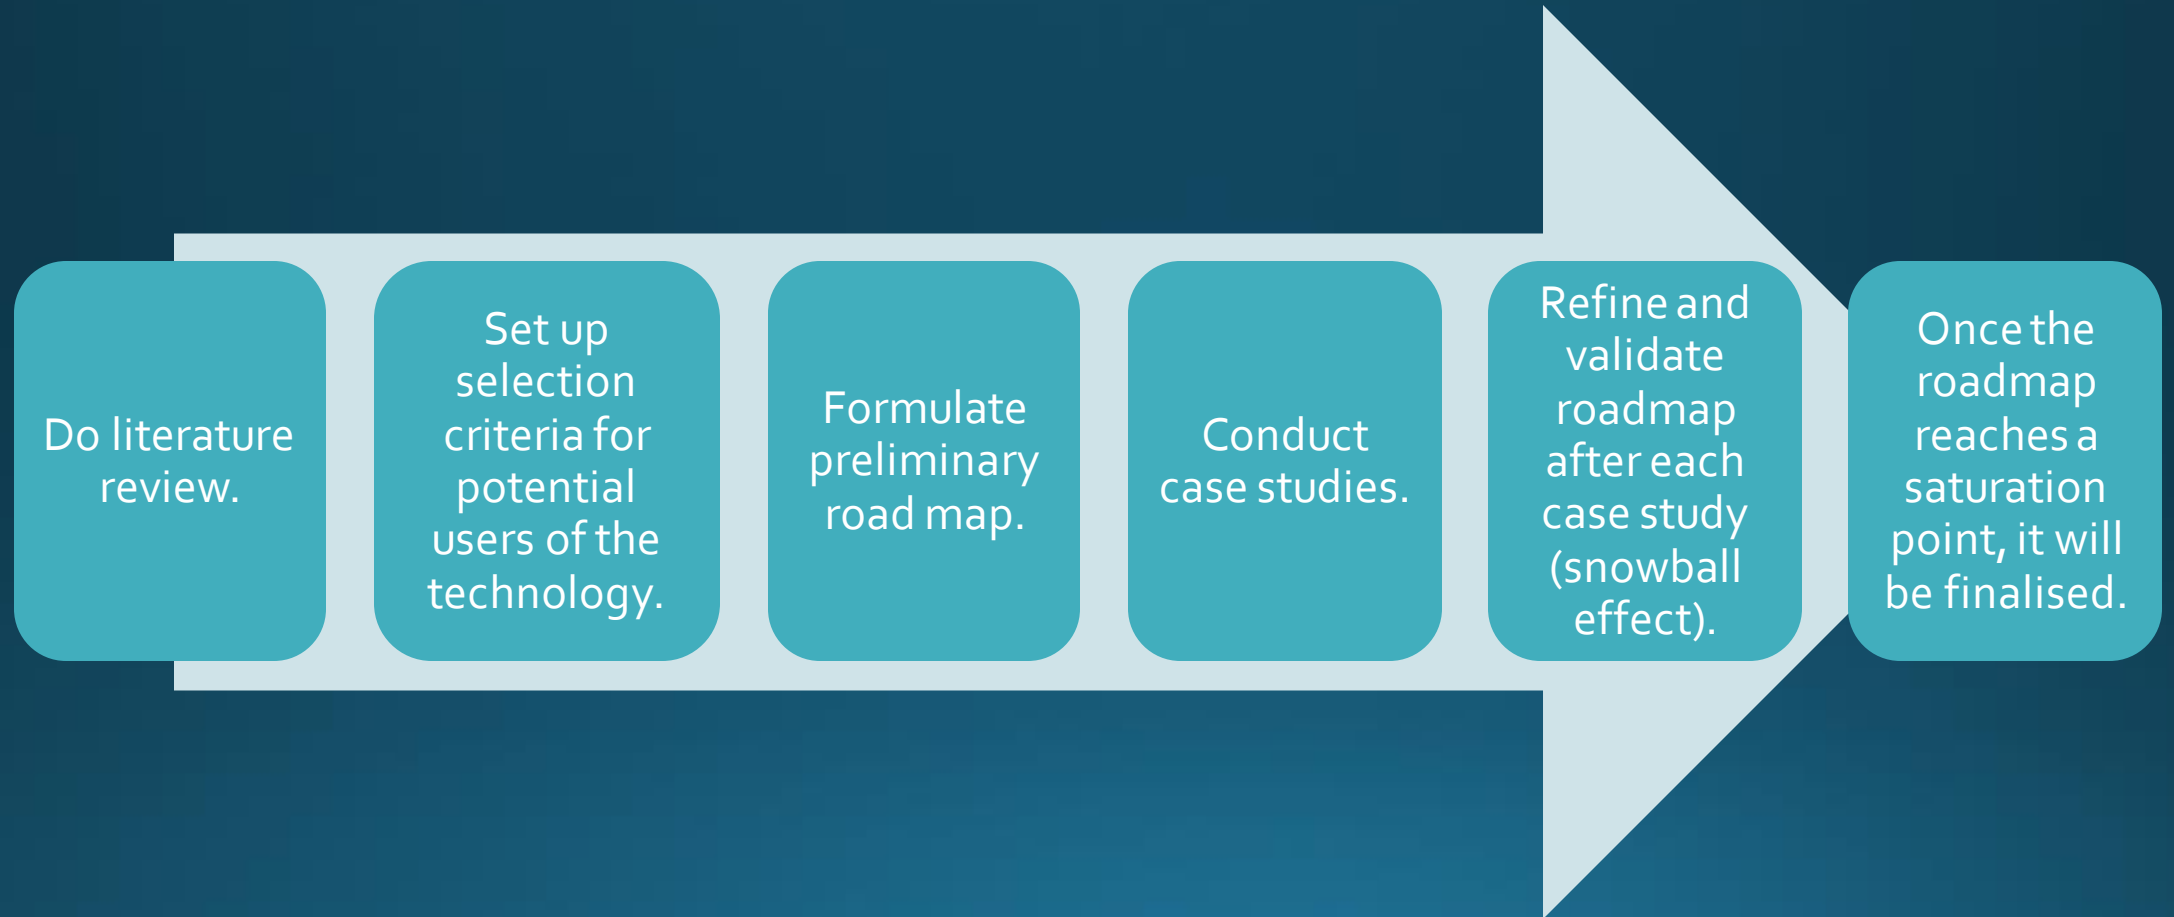 Do literature
review.
Set up
selection
criteria for
potential
users of the
technology.
Formulate
preliminary
road map.
Conduct
case studies.
Refine and
validate
roadmap
after each
case study
(snowball
effect).
Once the
roadmap
reaches a
saturation
point, it will
be finalised.